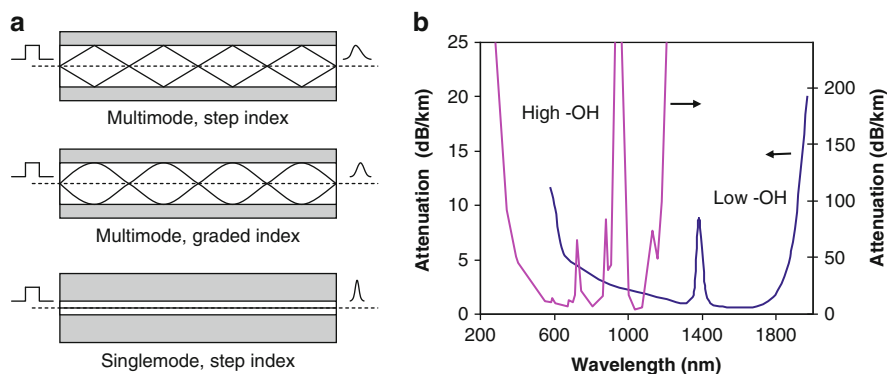 a
Multimode, step index
Multimode, graded index
Singlemode, step index
b
Attenuation (dB/km)
25
20
15
10
5
0
High -OH
Low -OH
200
150
100
50
0
Attenuation (dB/km)
200 600 1000 1400 1800
Wavelength (nm)